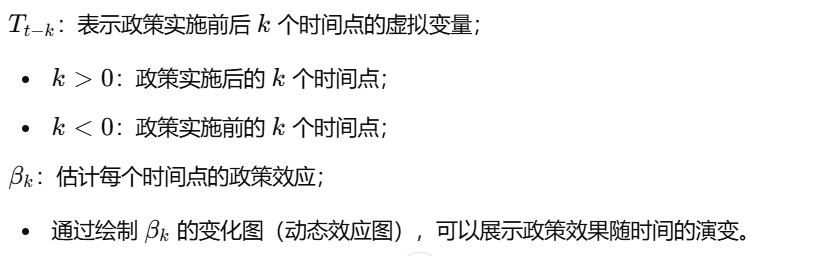 $T_{t-k}$：表示政策实施前后 $k$ 个时间点的虚拟变量；
• $k > 0$：政策实施后的 $k$ 个时间点；
• $k < 0$：政策实施前的 $k$ 个时间点；
$\beta_k$：估计每个时间点的政策效应；
• 通过绘制 $\beta_k$ 的变化图（动态效应图），可以展示政策效果随时间的演变。